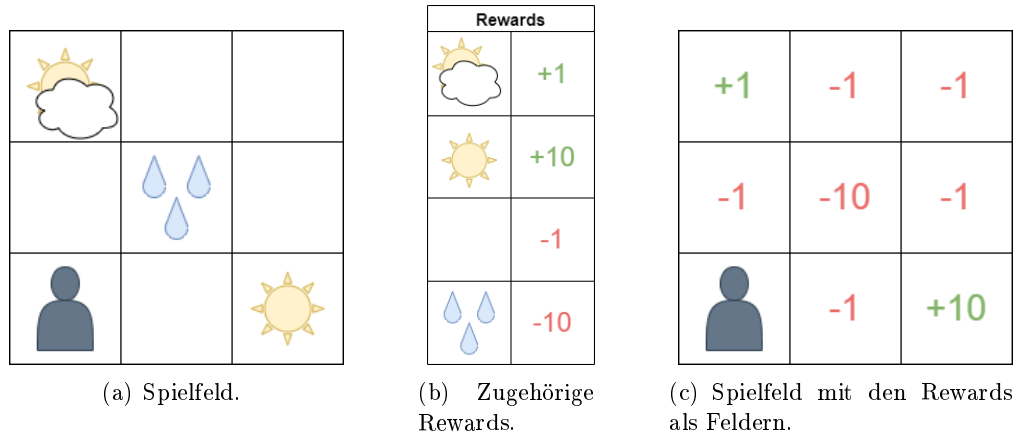 Rewards
+1
+10
-1
-10
+1 -1 -1
-1 -10 -1
-1 +10
(a) Spielfeld.
(b) Zugehörige
Rewards.
(c) Spielfeld mit den Rewards
als Feldern.